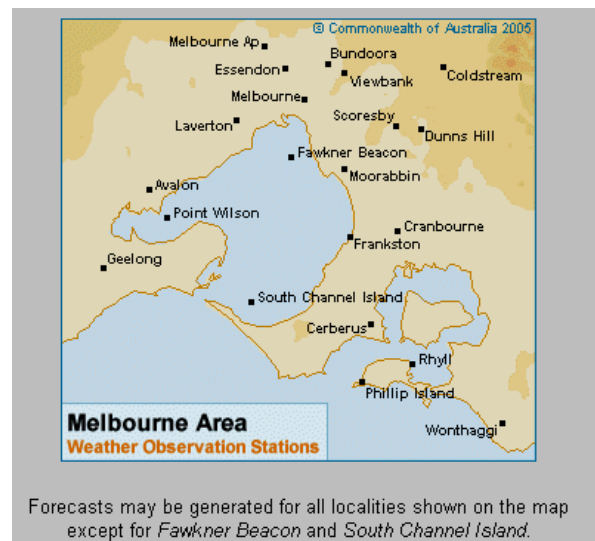 © Commonwealth of Australia 2005
Melbourne Ap
Bundoora
Essendon
Viewbank
Coldstream
Melbourne
Scoresby
Laverton
Dunns Hill
Fawkner Beacon
Moorabbin
Avalon
Point Wilson
Cranbourne
Frankston
Geelong
South Channel Island
Cerberus
Rhyll
Phillip Island
Melbourne Area
Wonthaggi
Weather Observation Stations
Forecasts may be generated for all localities shown on the map
except for Fawkner Beacon and South Channel Island.